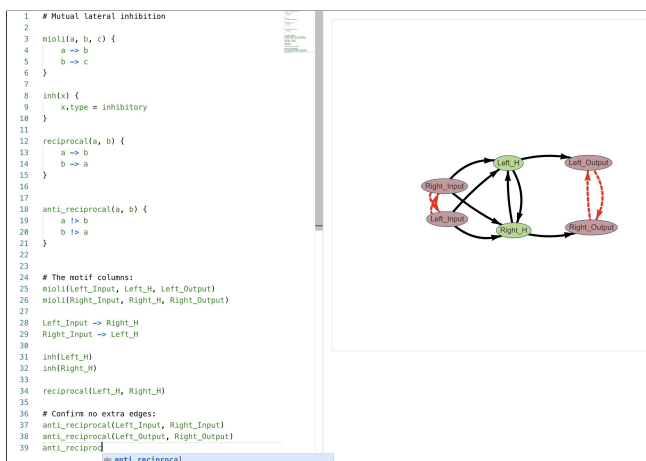 1 # Mutual lateral inhibition
2
3 mioli(a, b, c) {
4 a -> b
5 b -> c
6 }
7
8 inh(x) {
9 x.type = inhibitory
10 }
11
12 reciprocal(a, b) {
13 a -> b
14 b -> a
15 }
16
17
18 anti_reciprocal(a, b) {
19 a !> b
20 b !> a
21 }
22
23
24 # The motif columns:
25 mioli(Left_Input, Left_H, Left_Output)
26 mioli(Right_Input, Right_H, Right_Output)
27
28 Left_Input -> Right_H
29 Right_Input -> Left_H
30
31 inh(Left_H)
32 inh(Right_H)
33
34 reciprocal(Left_H, Right_H)
35
36 # Confirm no extra edges:
37 anti_reciprocal(Left_Input, Right_Input)
38 anti_reciprocal(Left_Output, Right_Output)
39 anti_reciproc
abc anti_reciprocal
Left_H
Left_Output
Right_Input
Left_Input
Right_H
Right_Output